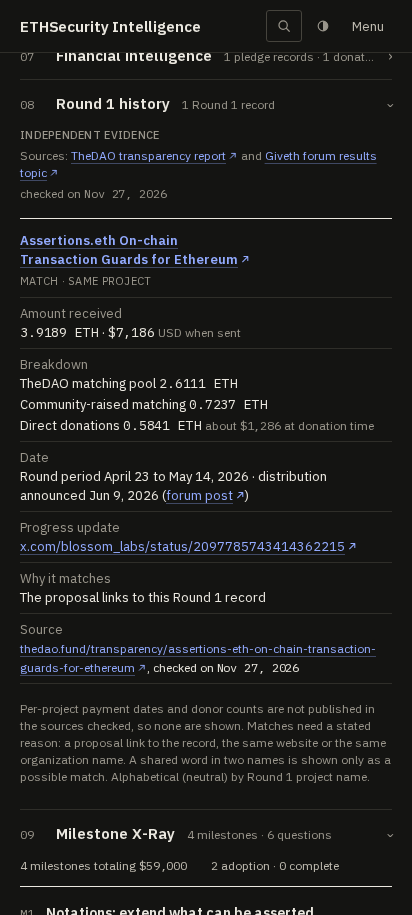 ETHSecurity Intelligence
Menu
07 Financial intelligence 1 pledge records · 1 donat… ›
08 Round 1 history 1 Round 1 record
INDEPENDENT EVIDENCE
Sources: TheDAO transparency report ↗ and Giveth forum results
topic ↗
checked on Nov 27, 2026
Assertions.eth On-chain
Transaction Guards for Ethereum ↗
MATCH · SAME PROJECT
Amount received
3.9189 ETH · $7,186 USD when sent
Breakdown
TheDAO matching pool 2.6111 ETH
Community-raised matching 0.7237 ETH
Direct donations 0.5841 ETH about $1,286 at donation time
Date
Round period April 23 to May 14, 2026 · distribution
announced Jun 9, 2026 (forum post ↗)
Progress update
x.com/blossom_labs/status/2097785743414362215 ↗
Why it matches
The proposal links to this Round 1 record
Source
thedao.fund/transparency/assertions-eth-on-chain-transaction-
guards-for-ethereum ↗, checked on Nov 27, 2026
Per-project payment dates and donor counts are not published in
the sources checked, so none are shown. Matches need a stated
reason: a proposal link to the record, the same website or the same
organization name. A shared word in two names is shown only as a
possible match. Alphabetical (neutral) by Round 1 project name.
09 Milestone X-Ray 4 milestones · 6 questions
4 milestones totaling $59,000 2 adoption · 0 complete
M1 Notations: extend what can be asserted